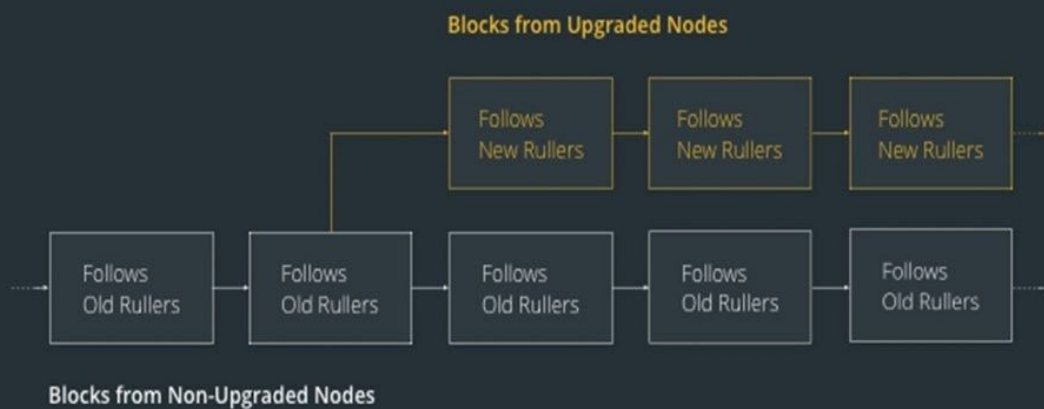 Blocks from Upgraded Nodes
Follows
New Rullers
Follows
New Rullers
Follows
New Rullers
Follows
Old Rullers
Follows
Old Rullers
Follows
Old Rullers
Follows
Old Rullers
Follows
Old Rullers
Blocks from Non-Upgraded Nodes